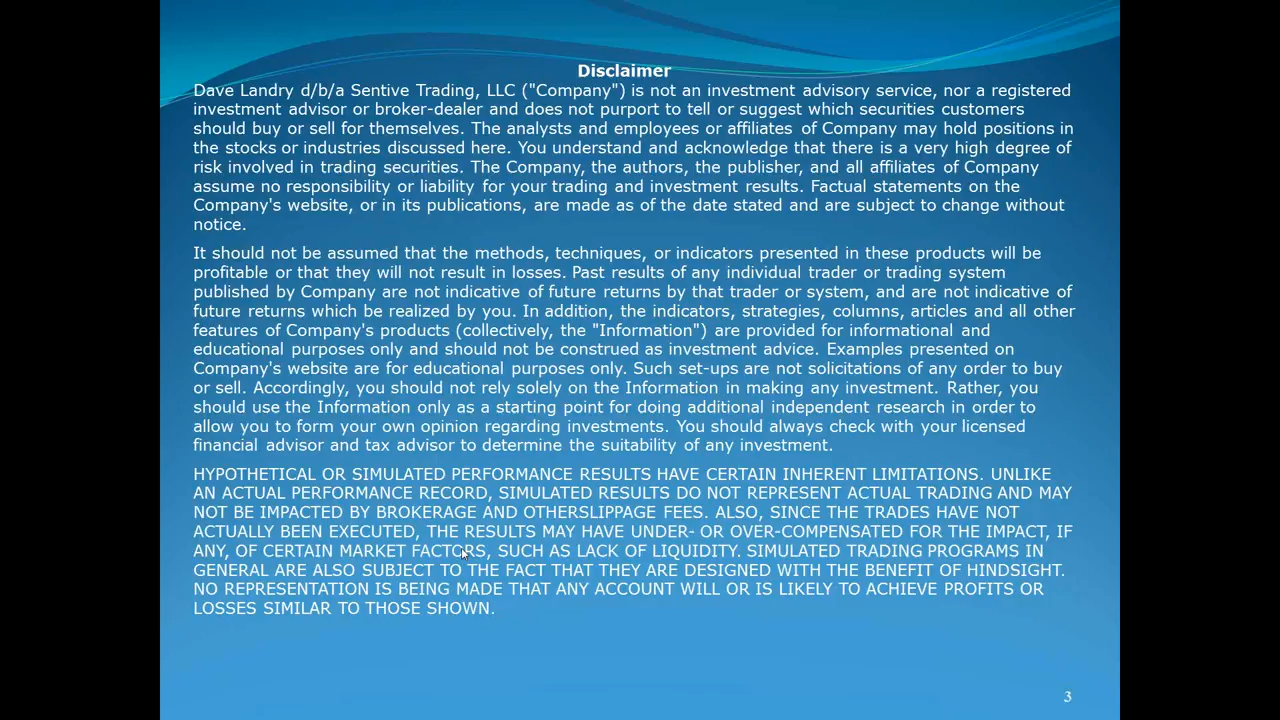 Disclaimer
Dave Landry d/b/a Sentive Trading, LLC ("Company") is not an investment advisory service, nor a registered
investment advisor or broker-dealer and does not purport to tell or suggest which securities customers
should buy or sell for themselves. The analysts and employees or affiliates of Company may hold positions in
the stocks or industries discussed here. You understand and acknowledge that there is a very high degree of
risk involved in trading securities. The Company, the authors, the publisher, and all affiliates of Company
assume no responsibility or liability for your trading and investment results. Factual statements on the
Company's website, or in its publications, are made as of the date stated and are subject to change without
notice.
It should not be assumed that the methods, techniques, or indicators presented in these products will be
profitable or that they will not result in losses. Past results of any individual trader or trading system
published by Company are not indicative of future returns by that trader or system, and are not indicative of
future returns which be realized by you. In addition, the indicators, strategies, columns, articles and all other
features of Company's products (collectively, the "Information") are provided for informational and
educational purposes only and should not be construed as investment advice. Examples presented on
Company's website are for educational purposes only. Such set-ups are not solicitations of any order to buy
or sell. Accordingly, you should not rely solely on the Information in making any investment. Rather, you
should use the Information only as a starting point for doing additional independent research in order to
allow you to form your own opinion regarding investments. You should always check with your licensed
financial advisor and tax advisor to determine the suitability of any investment.
HYPOTHETICAL OR SIMULATED PERFORMANCE RESULTS HAVE CERTAIN INHERENT LIMITATIONS. UNLIKE
AN ACTUAL PERFORMANCE RECORD, SIMULATED RESULTS DO NOT REPRESENT ACTUAL TRADING AND MAY
NOT BE IMPACTED BY BROKERAGE AND OTHERSLIPPAGE FEES. ALSO, SINCE THE TRADES HAVE NOT
ACTUALLY BEEN EXECUTED, THE RESULTS MAY HAVE UNDER- OR OVER-COMPENSATED FOR THE IMPACT, IF
ANY, OF CERTAIN MARKET FACTORS, SUCH AS LACK OF LIQUIDITY. SIMULATED TRADING PROGRAMS IN
GENERAL ARE ALSO SUBJECT TO THE FACT THAT THEY ARE DESIGNED WITH THE BENEFIT OF HINDSIGHT.
NO REPRESENTATION IS BEING MADE THAT ANY ACCOUNT WILL OR IS LIKELY TO ACHIEVE PROFITS OR
LOSSES SIMILAR TO THOSE SHOWN.
3